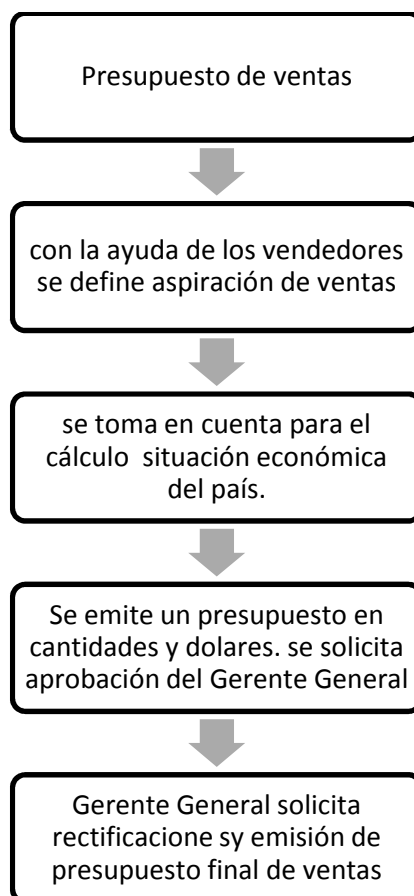 Presupuesto de ventas
con la ayuda de los vendedores
se define aspiración de ventas
se toma en cuenta para el
cálculo situación económica
del país.
Se emite un presupuesto en
cantidades y dolares. se solicita
aprobación del Gerente General
Gerente General solicita
rectificacione sy emisión de
presupuesto final de ventas